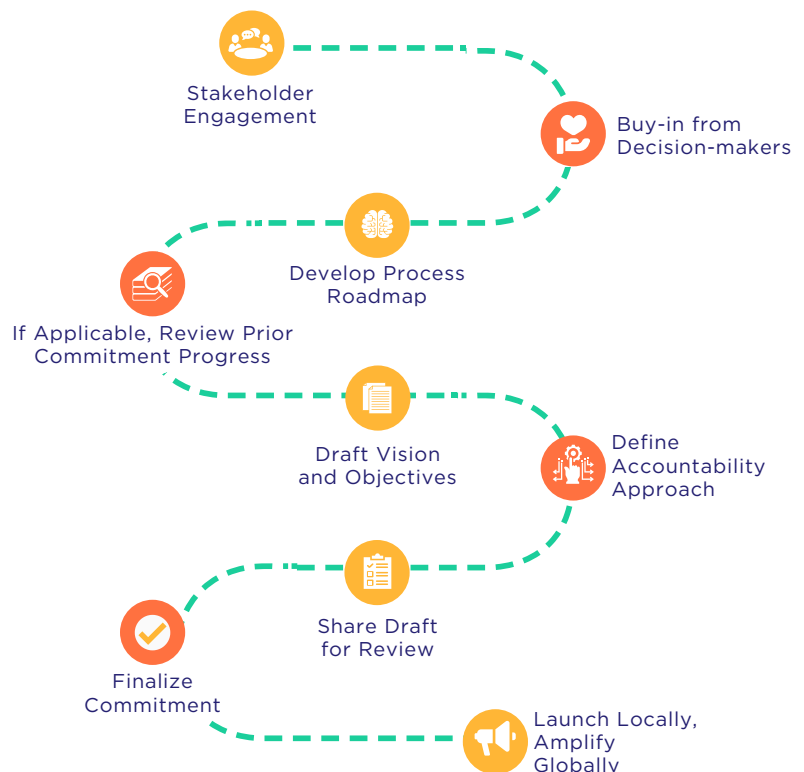 Stakeholder
Engagement
Buy-in from
Decision-makers
Develop Process
Roadmap
If Applicable, Review Prior
Commitment Progress
Draft Vision
and Objectives
Define
Accountability
Approach
Share Draft
for Review
Finalize
Commitment
Launch Locally,
Amplify
Globally